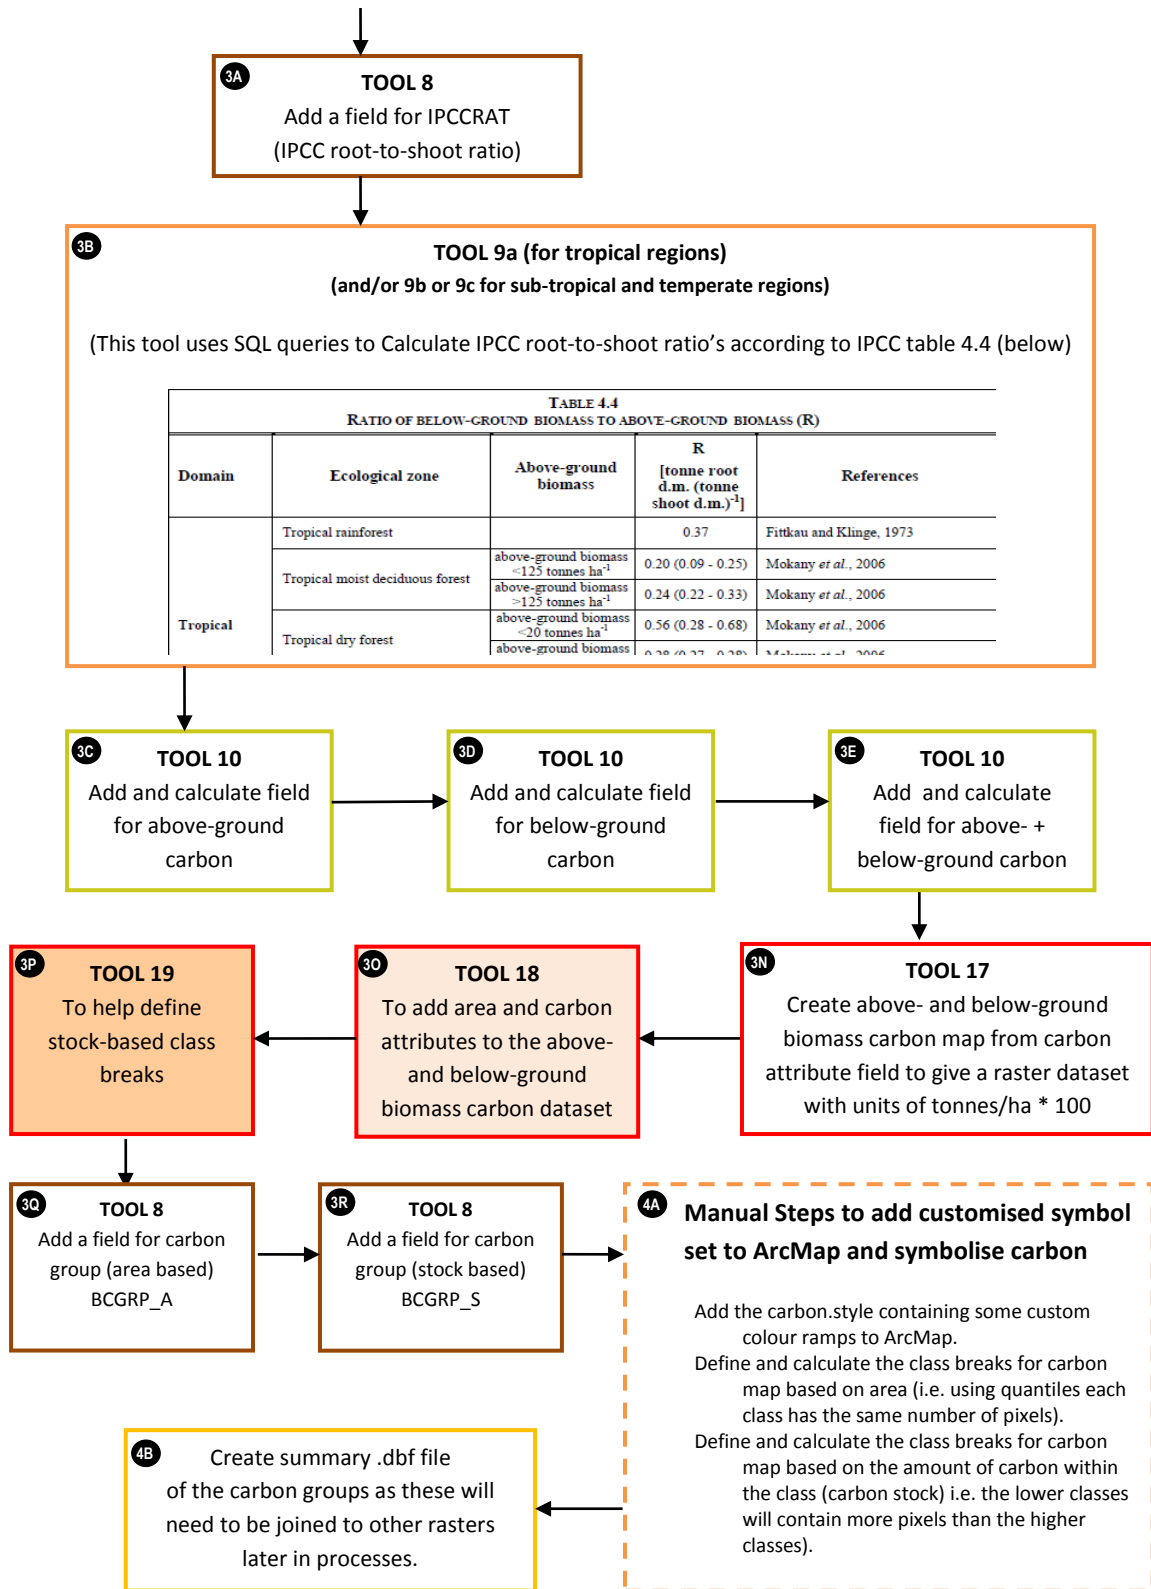 3A
TOOL 8
Add a field for IPCCRAT
(IPCC root-to-shoot ratio)
3B
TOOL 9a (for tropical regions)
(and/or 9b or 9c for sub-tropical and temperate regions)
(This tool uses SQL queries to Calculate IPCC root-to-shoot ratio's according to IPCC table 4.4 (below)
TABLE 4.4
RATIO OF BELOW-GROUND BIOMASS TO ABOVE-GROUND BIOMASS (R)
Domain
Ecological zone
Above-ground
biomass
R
[tonne root
d.m. (tonne
shoot d.m.)-1]
References
Tropical
Tropical rainforest
0.37
Fittkau and Klinge, 1973
Tropical moist deciduous forest
above-ground biomass
<125 tonnes ha-1
0.20 (0.09 - 0.25)
Mokany et al., 2006
above-ground biomass
>125 tonnes ha-1
0.24 (0.22 - 0.33)
Mokany et al., 2006
Tropical dry forest
above-ground biomass
<20 tonnes ha-1
0.56 (0.28 - 0.68)
Mokany et al., 2006
above-ground biomass
0.28 (0.27 - 0.28)
Mokany et al., 2006
3C
TOOL 10
Add and calculate field
for above-ground
carbon
3D
TOOL 10
Add and calculate field
for below-ground
carbon
3E
TOOL 10
Add and calculate
field for above- +
below-ground carbon
3N
TOOL 17
Create above- and below-ground
biomass carbon map from carbon
attribute field to give a raster dataset
with units of tonnes/ha * 100
3O
TOOL 18
To add area and carbon
attributes to the above-
and below-ground
biomass carbon dataset
3P
TOOL 19
To help define
stock-based class
breaks
3Q
TOOL 8
Add a field for carbon
group (area based)
BCGRP_A
3R
TOOL 8
Add a field for carbon
group (stock based)
BCGRP_S
4A
Manual Steps to add customised symbol
set to ArcMap and symbolise carbon
Add the carbon.style containing some custom
colour ramps to ArcMap.
Define and calculate the class breaks for carbon
map based on area (i.e. using quantiles each
class has the same number of pixels).
Define and calculate the class breaks for carbon
map based on the amount of carbon within
the class (carbon stock) i.e. the lower classes
will contain more pixels than the higher
classes).
4B
Create summary .dbf file
of the carbon groups as these will
need to be joined to other rasters
later in processes.